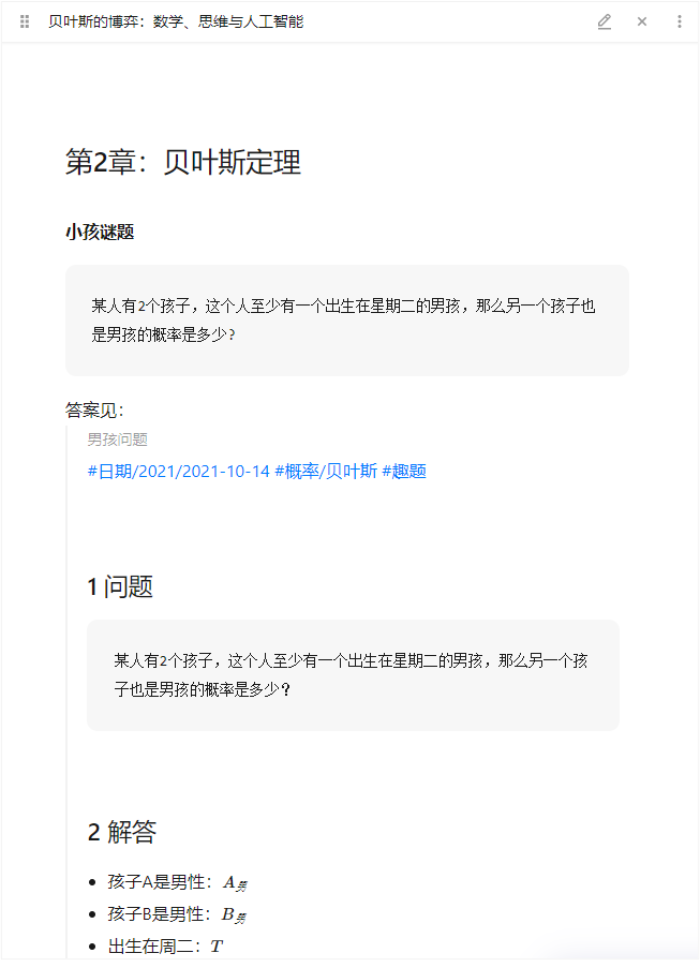 贝叶斯的博弈：数学、思维与人工智能
第2章：贝叶斯定理
小孩谜题
某人有2个孩子，这个人至少有一个出生在星期二的男孩，那么另一个孩子也
是男孩的概率是多少?
答案见：
男孩问题
#日期/2021/2021-10-14 #概率/贝叶斯 #趣题
1 问题
某人有2个孩子，这个人至少有一个出生在星期二的男孩，那么另一个孩
子也是男孩的概率是多少？
2 解答
• 孩子A是男性：A男
• 孩子B是男性：B男
• 出生在周二：T